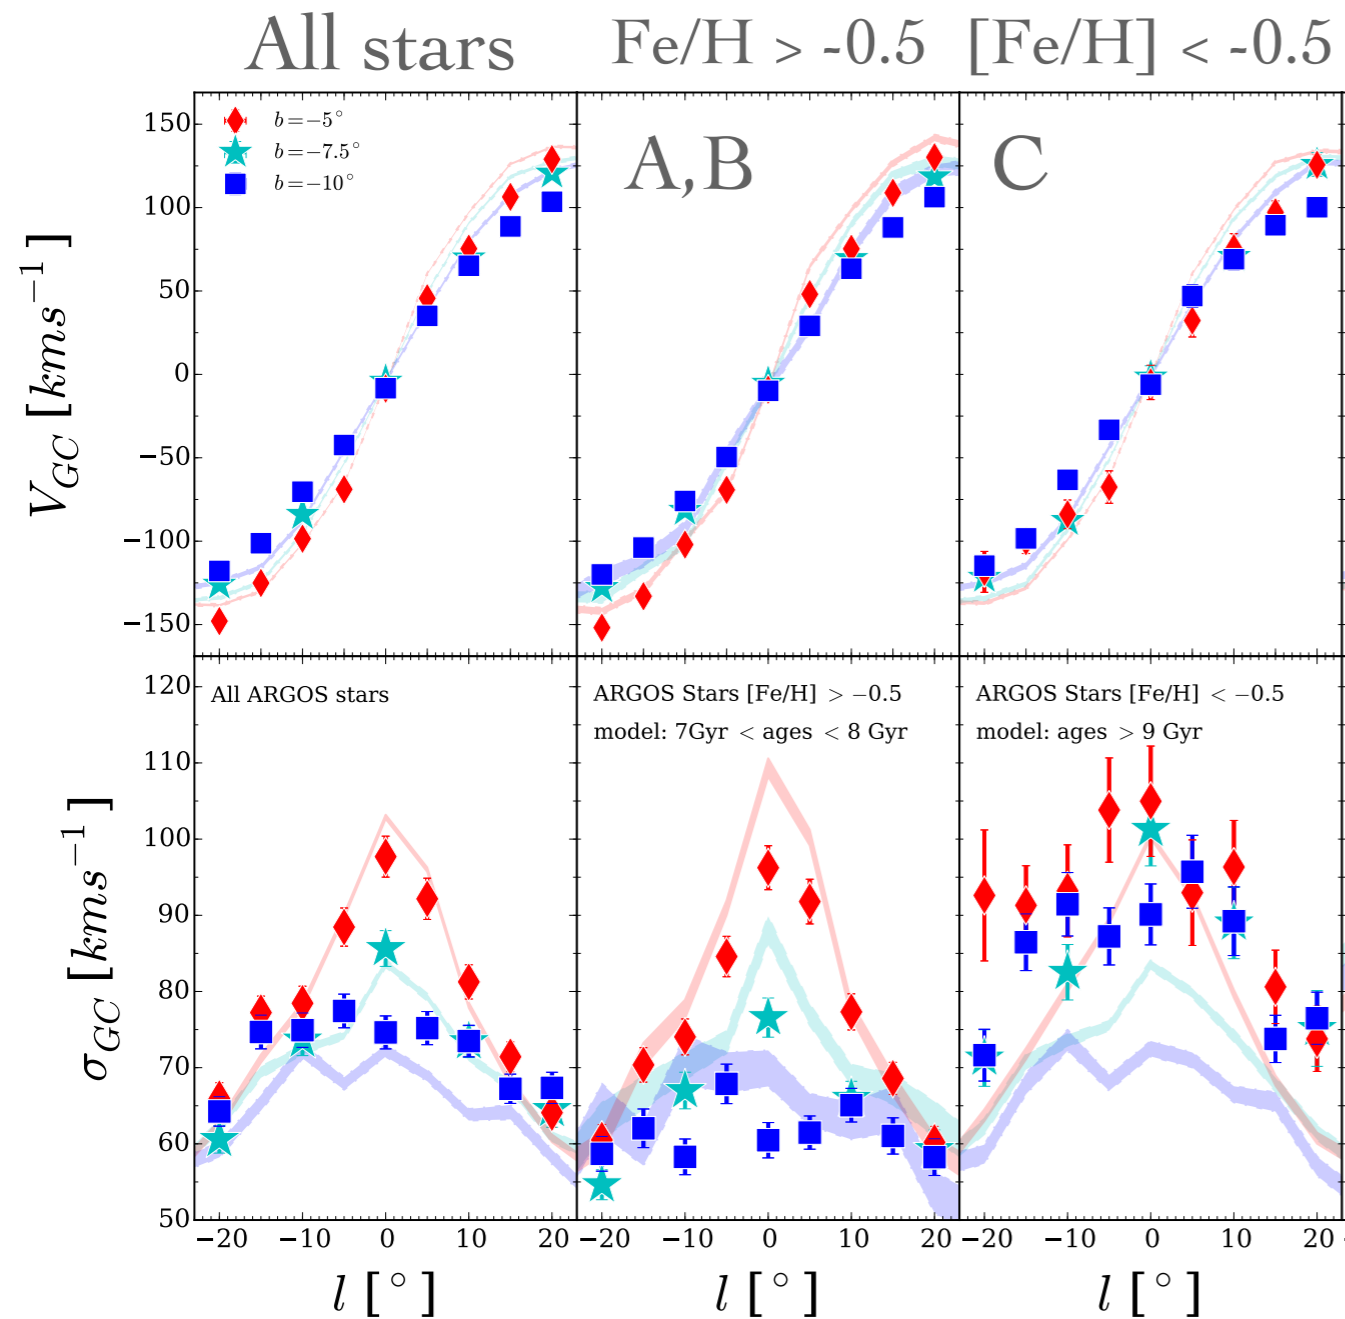 All stars
Fe/H > -0.5
[Fe/H] < -0.5
b=−5°
b=−7.5°
b=−10°
A,B
C
150
100
50
0
−50
−100
−150
V_GC [kms⁻¹]
All ARGOS stars
ARGOS Stars [Fe/H] > −0.5
model: 7Gyr < ages < 8 Gyr
ARGOS Stars [Fe/H] < −0.5
model: ages > 9 Gyr
120
110
100
90
80
70
60
50
σ_GC [kms⁻¹]
−20 −10 0 10 20
−20 −10 0 10 20
−20 −10 0 10 20
l [°]
l [°]
l [°]